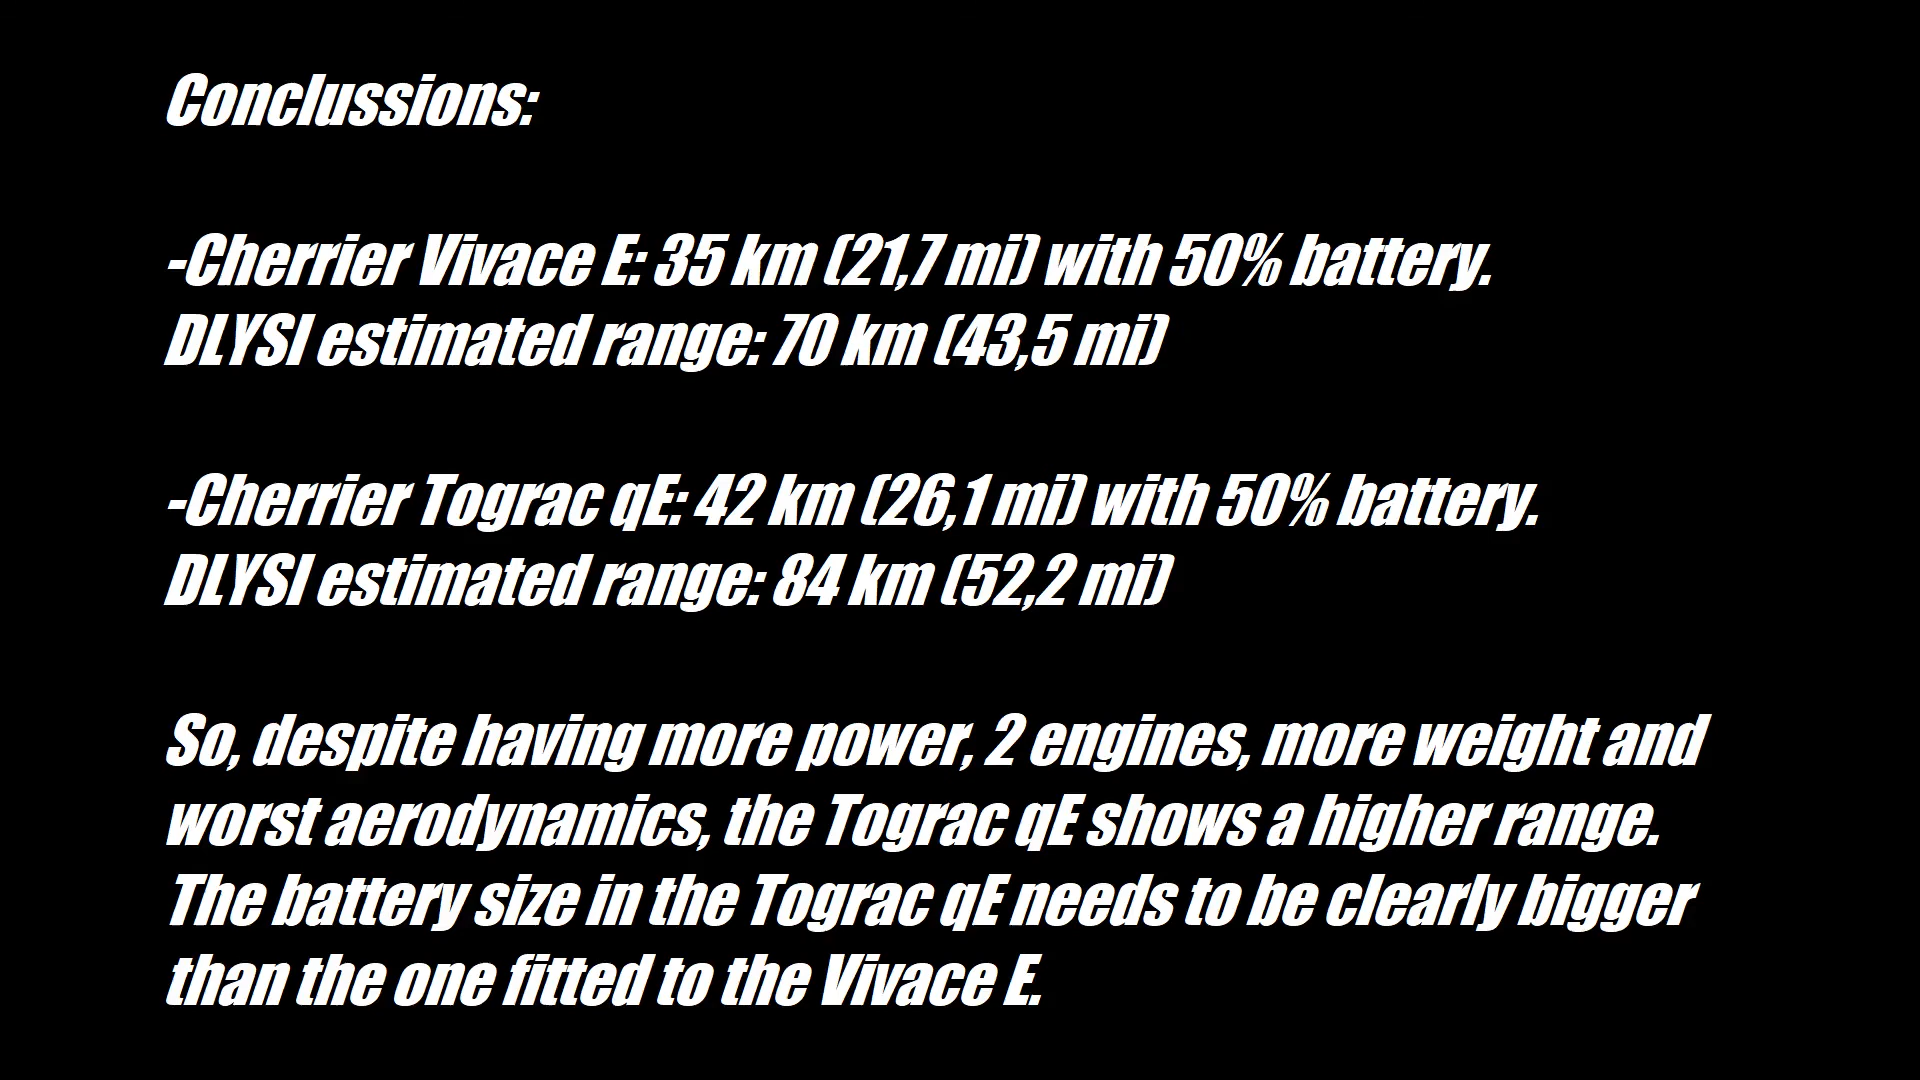 Conclussions:
-Cherrier Vivace E: 35 km (21,7 mi) with 50% battery.
DLYSI estimated range: 70 km (43,5 mi)
-Cherrier Tograc qE: 42 km (26,1 mi) with 50% battery.
DLYSI estimated range: 84 km (52,2 mi)
So, despite having more power, 2 engines, more weight and
worst aerodynamics, the Tograc qE shows a higher range.
The battery size in the Tograc qE needs to be clearly bigger
than the one fitted to the Vivace E.